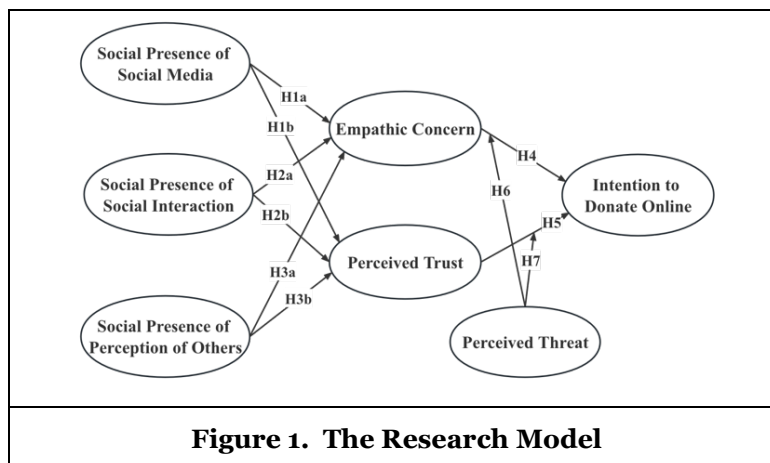 Social Presence of
Social Media
H1a
H1b
Empathic Concern
H4
Social Presence of
Social Interaction
H2a
H2b
H6
Intention to
Donate Online
H5
Perceived Trust
H7
H3a
H3b
Social Presence of
Perception of Others
Perceived Threat
Figure 1. The Research Model